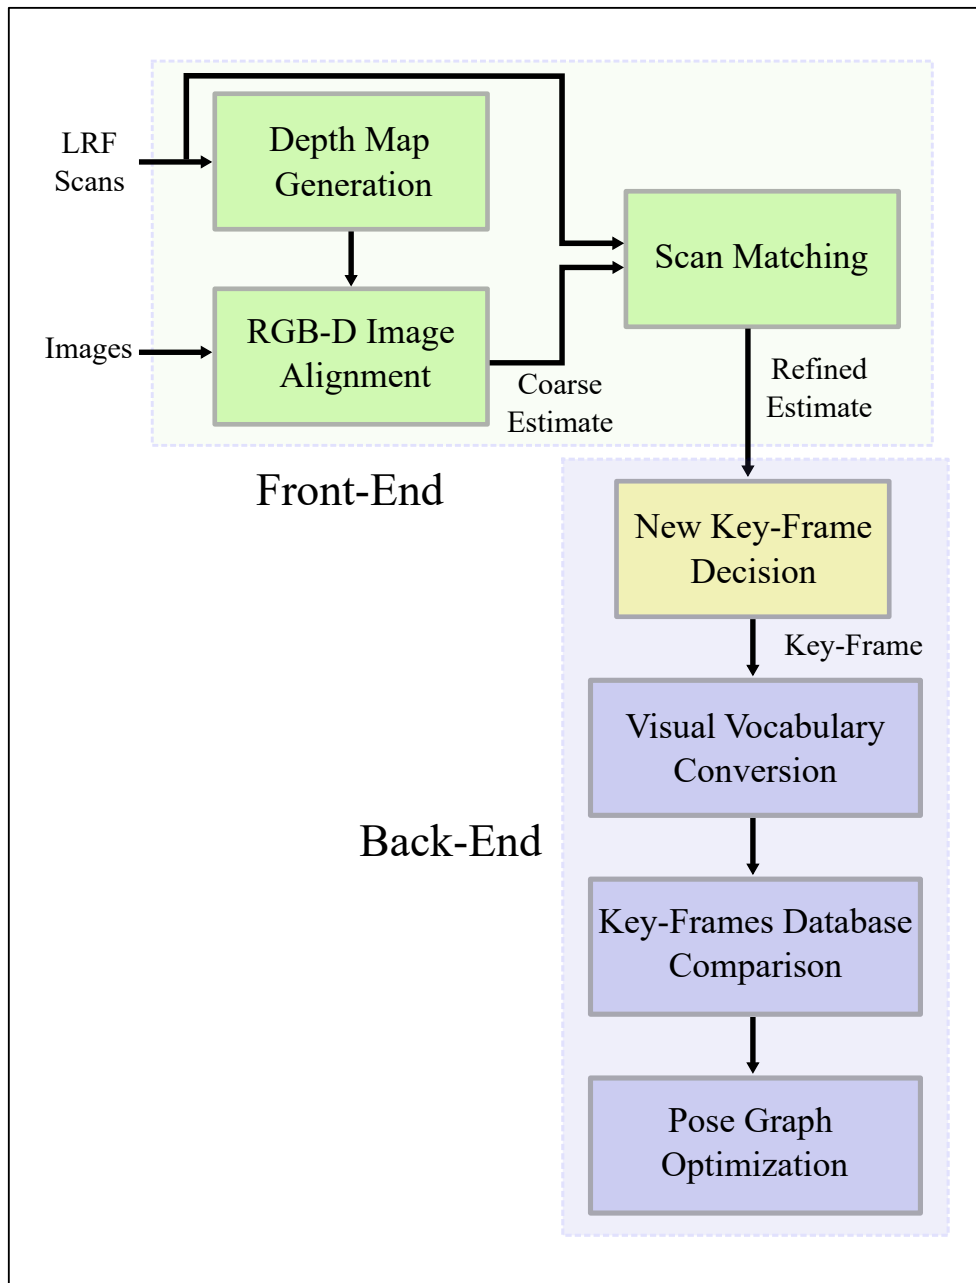 LRF
Scans
Depth Map
Generation
Images
RGB-D Image
Alignment
Coarse
Estimate
Scan Matching
Refined
Estimate
Front-End
New Key-Frame
Decision
Key-Frame
Visual Vocabulary
Conversion
Back-End
Key-Frames Database
Comparison
Pose Graph
Optimization